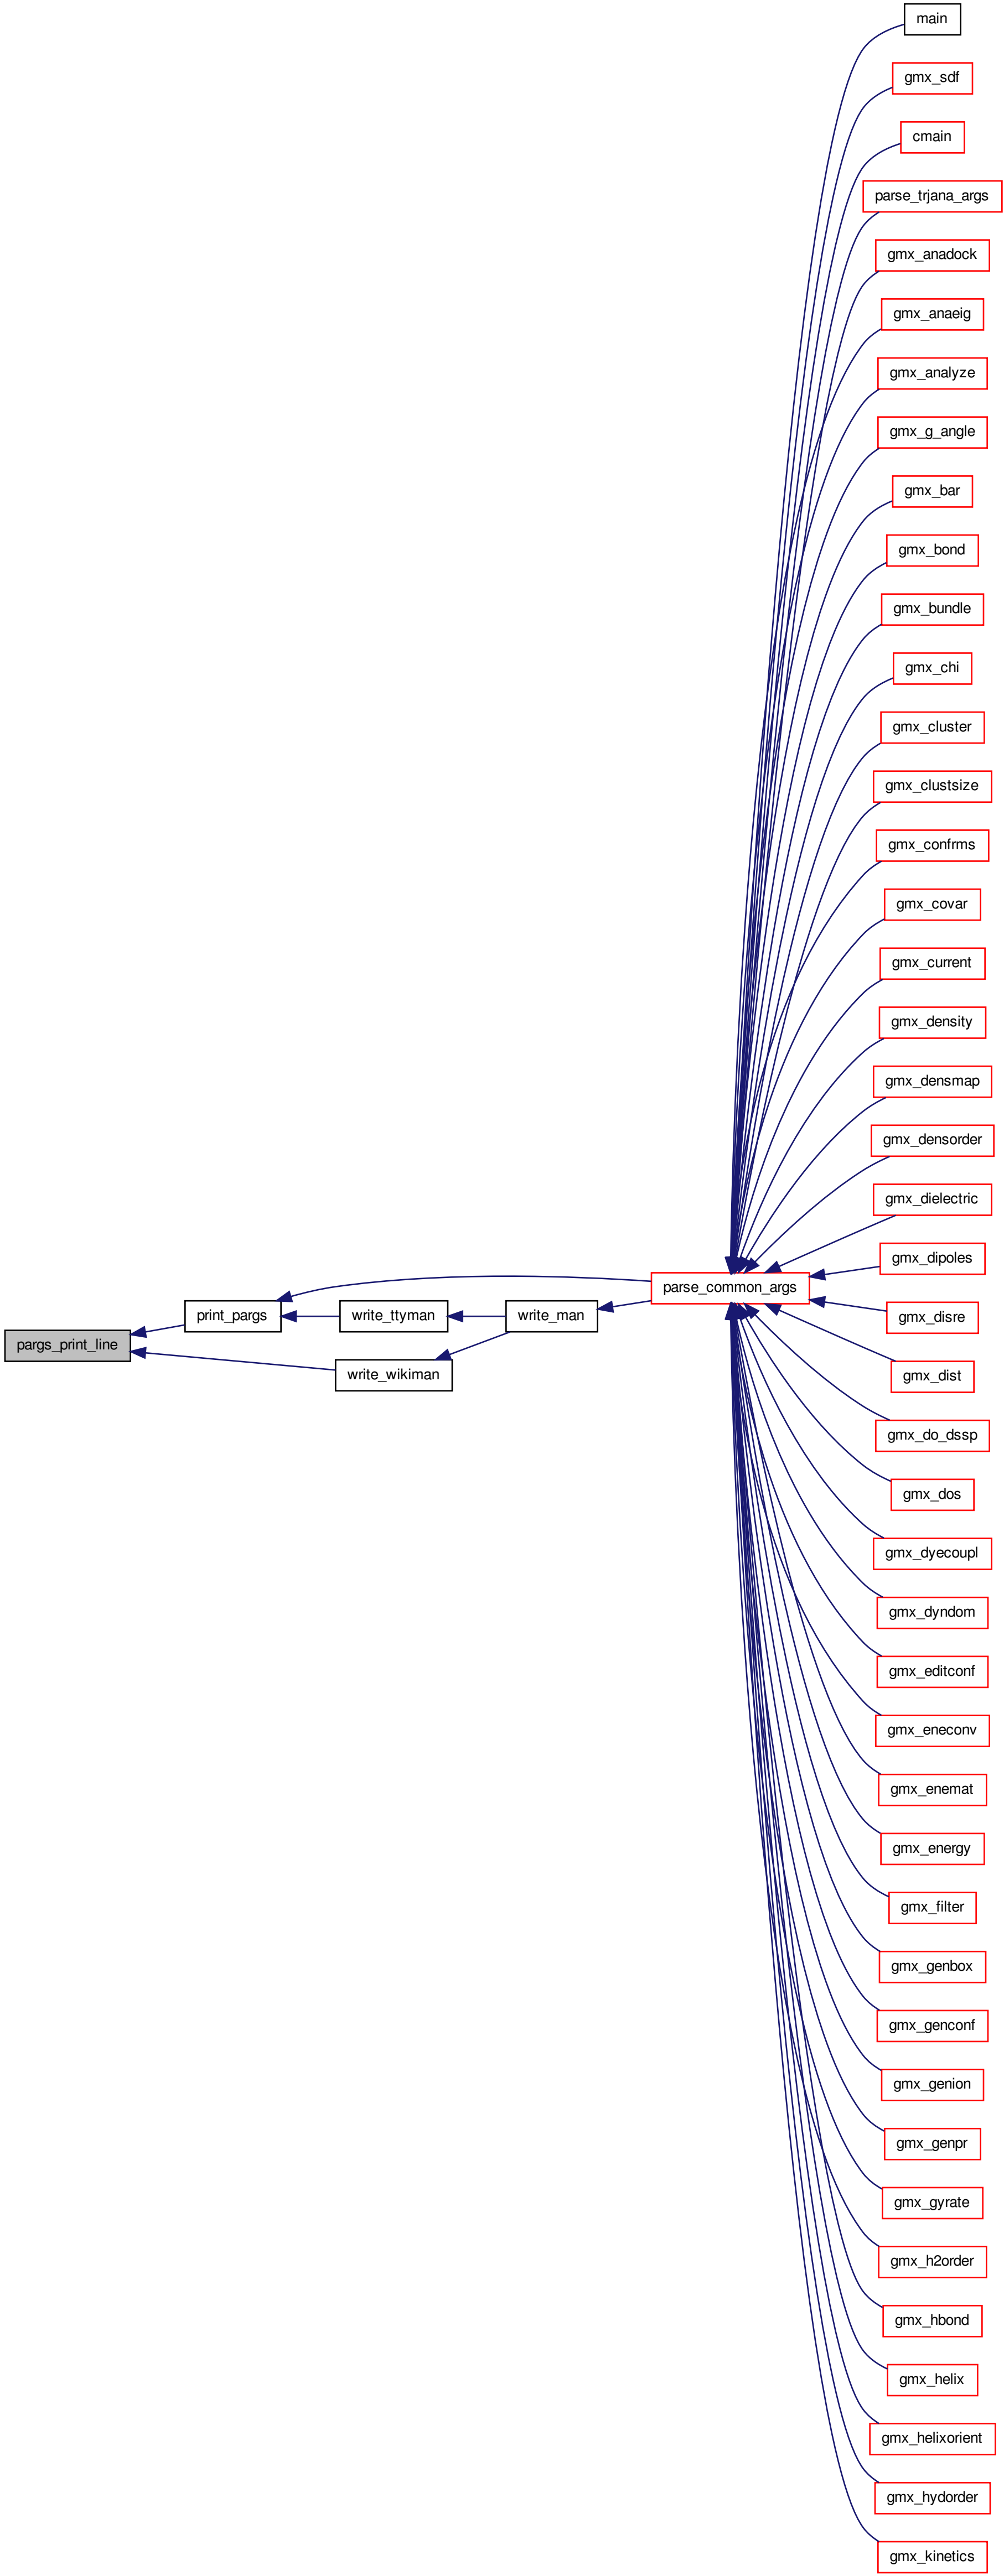 main
gmx_sdf
cmain
parse_trjana_args
gmx_anadock
gmx_anaeig
gmx_analyze
gmx_g_angle
gmx_bar
gmx_bond
gmx_bundle
gmx_chi
gmx_cluster
gmx_clustsize
gmx_confrms
gmx_covar
gmx_current
gmx_density
gmx_densmap
gmx_densorder
gmx_dielectric
gmx_dipoles
parse_common_args
print_pargs
write_ttyman
write_man
gmx_disre
pargs_print_line
write_wikiman
gmx_dist
gmx_do_dssp
gmx_dos
gmx_dyecoupl
gmx_dyndom
gmx_editconf
gmx_eneconv
gmx_enemat
gmx_energy
gmx_filter
gmx_genbox
gmx_genconf
gmx_genion
gmx_genpr
gmx_gyrate
gmx_h2order
gmx_hbond
gmx_helix
gmx_helixorient
gmx_hydorder
gmx_kinetics